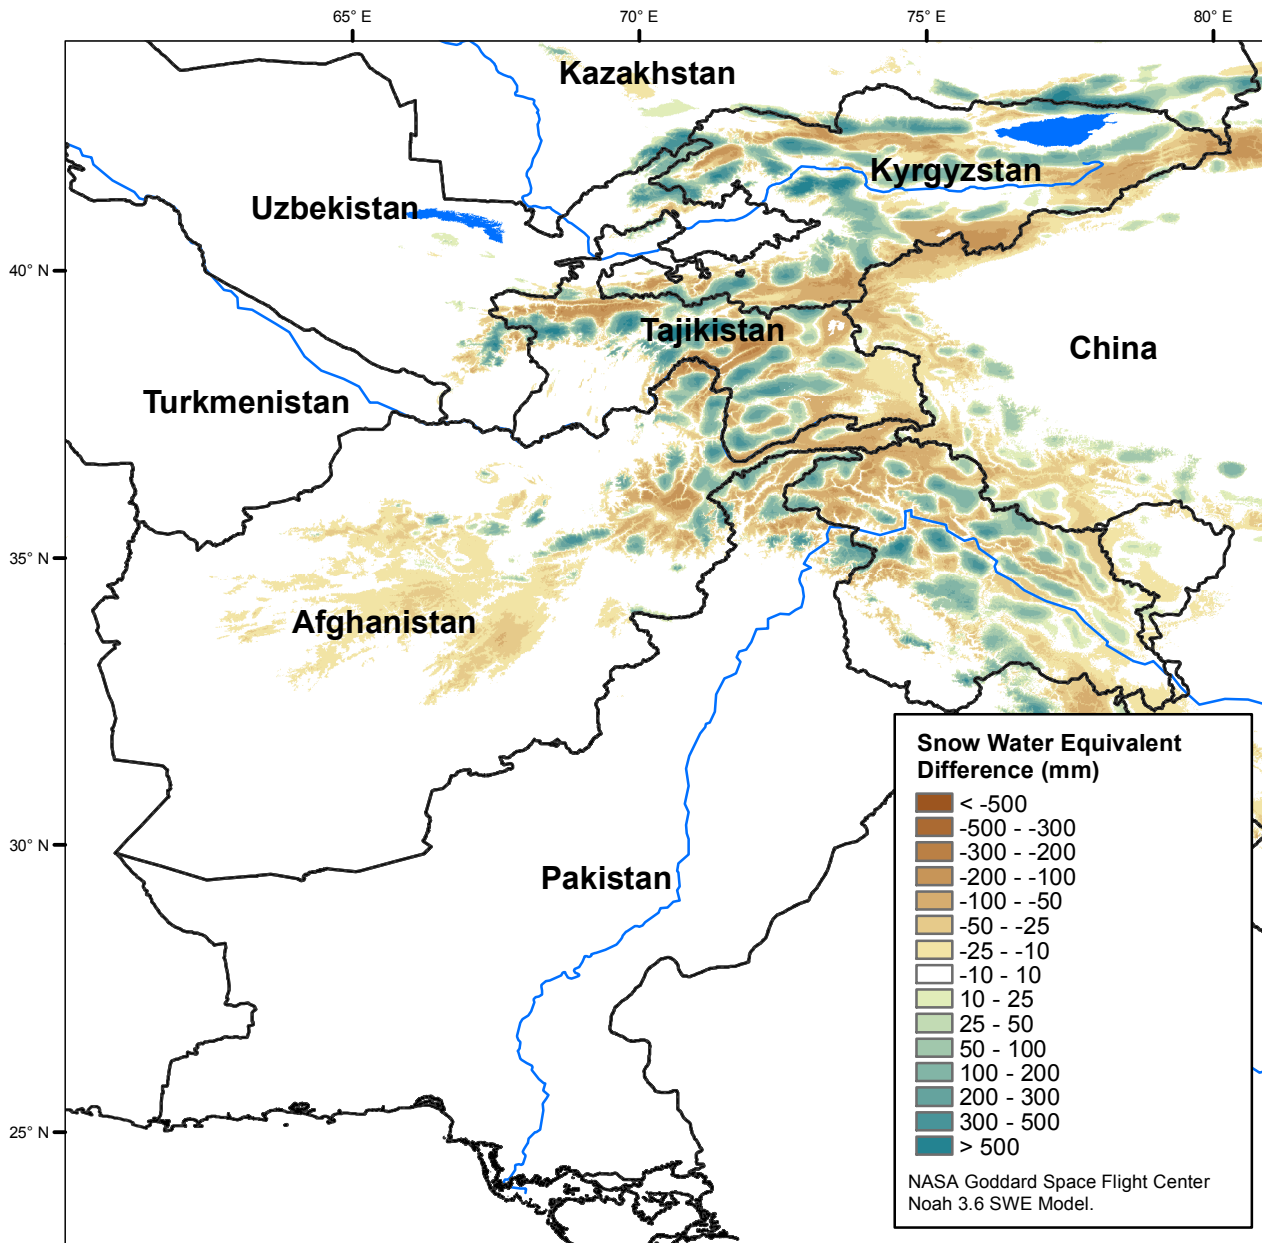 65° E
70° E
75° E
80° E
Kazakhstan
Kyrgyzstan
Uzbekistan
40° N
Tajikistan
China
Turkmenistan
35° N
Afghanistan
Snow Water Equivalent
Difference (mm)
< -500
-500 - -300
-300 - -200
-200 - -100
-100 - -50
-50 - -25
-25 - -10
-10 - 10
10 - 25
25 - 50
50 - 100
100 - 200
200 - 300
300 - 500
> 500
30° N
Pakistan
25° N
NASA Goddard Space Flight Center
Noah 3.6 SWE Model.